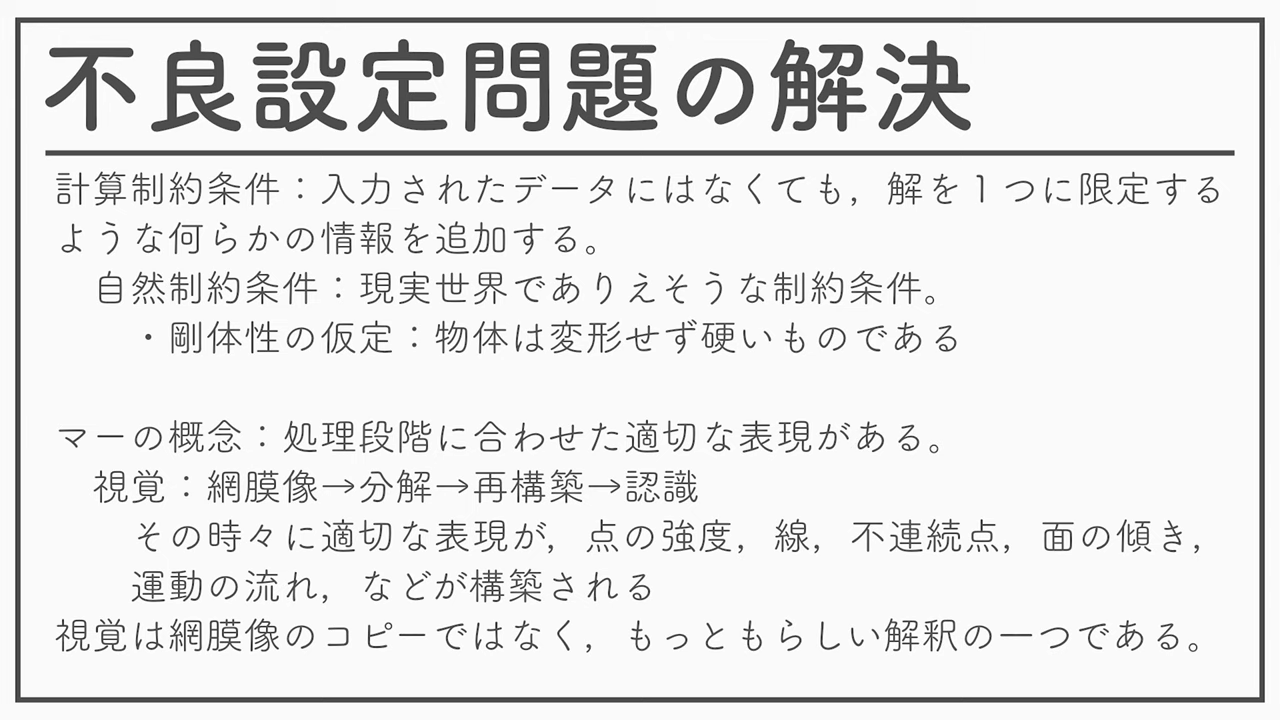 不良設定問題の解決
計算制約条件：入力されたデータにはなくても，解を１つに限定する
ような何らかの情報を追加する。
自然制約条件：現実世界でありえそうな制約条件。
・剛体性の仮定：物体は変形せず硬いものである
マーの概念：処理段階に合わせた適切な表現がある。
視覚：網膜像→分解→再構築→認識
その時々に適切な表現が，点の強度，線，不連続点，面の傾き，
運動の流れ，などが構築される
視覚は網膜像のコピーではなく，もっともらしい解釈の一つである。